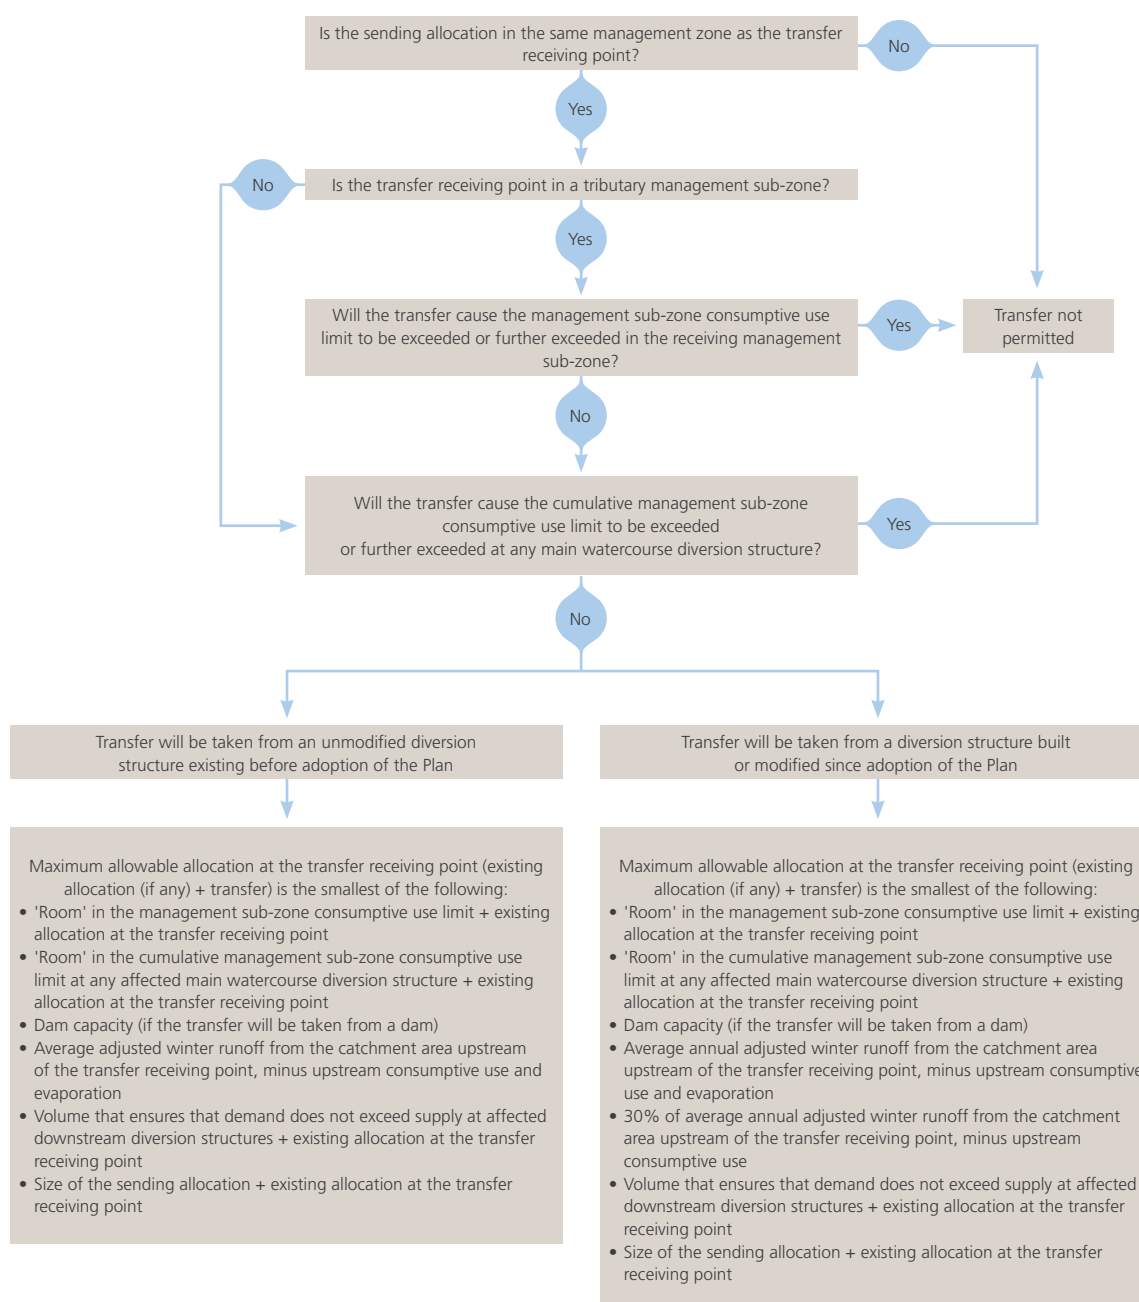 Is the sending allocation in the same management zone as the transfer
receiving point?
No
Yes
No
Is the transfer receiving point in a tributary management sub-zone?
Yes
Will the transfer cause the management sub-zone consumptive use
limit to be exceeded or further exceeded in the receiving management
sub-zone?
Yes
Transfer not
permitted
No
Will the transfer cause the cumulative management sub-zone
consumptive use limit to be exceeded
or further exceeded at any main watercourse diversion structure?
Yes
No
Transfer will be taken from an unmodified diversion
structure existing before adoption of the Plan
Maximum allowable allocation at the transfer receiving point (existing
allocation (if any) + transfer) is the smallest of the following:
• 'Room' in the management sub-zone consumptive use limit + existing
allocation at the transfer receiving point
• 'Room' in the cumulative management sub-zone consumptive use
limit at any affected main watercourse diversion structure + existing
allocation at the transfer receiving point
• Dam capacity (if the transfer will be taken from a dam)
• Average adjusted winter runoff from the catchment area upstream
of the transfer receiving point, minus upstream consumptive use and
evaporation
• Volume that ensures that demand does not exceed supply at affected
downstream diversion structures + existing allocation at the transfer
receiving point
• Size of the sending allocation + existing allocation at the transfer
receiving point
Transfer will be taken from a diversion structure built
or modified since adoption of the Plan
Maximum allowable allocation at the transfer receiving point (existing
allocation (if any) + transfer) is the smallest of the following:
• 'Room' in the management sub-zone consumptive use limit + existing
allocation at the transfer receiving point
• 'Room' in the cumulative management sub-zone consumptive use
limit at any affected main watercourse diversion structure + existing
allocation at the transfer receiving point
• Dam capacity (if the transfer will be taken from a dam)
• Average annual adjusted winter runoff from the catchment area
upstream of the transfer receiving point, minus upstream consumptive
use and evaporation
• 30% of average annual adjusted winter runoff from the catchment
area upstream of the transfer receiving point, minus upstream
consumptive use
• Volume that ensures that demand does not exceed supply at affected
downstream diversion structures + existing allocation at the transfer
receiving point
• Size of the sending allocation + existing allocation at the transfer
receiving point